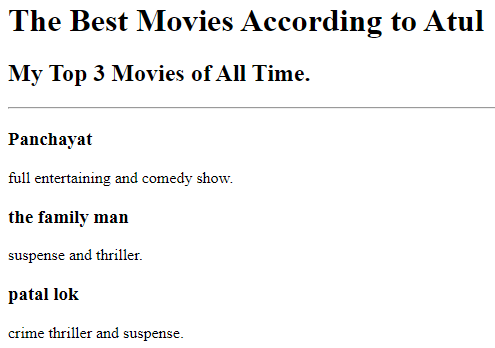 The Best Movies According to Atul
My Top 3 Movies of All Time.
Panchayat
full entertaining and comedy show.
the family man
suspense and thriller.
patal lok
crime thriller and suspense.